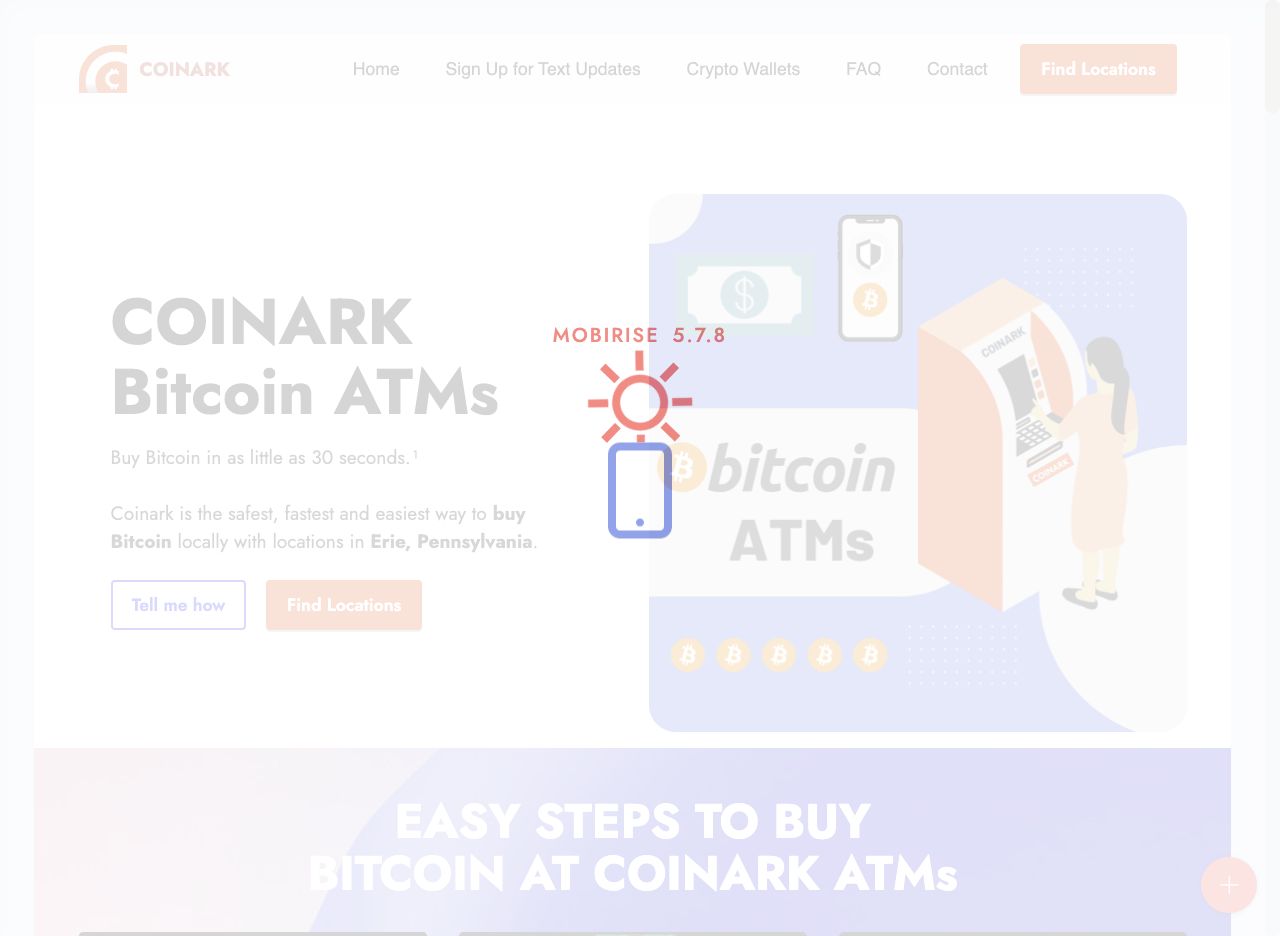 COINARK
Home
Sign Up for Text Updates
Crypto Wallets
FAQ
Contact
Find Locations
COINARK
Bitcoin ATMs
Buy Bitcoin in as little as 30 seconds.¹
Coinark is the safest, fastest and easiest way to buy
Bitcoin locally with locations in Erie, Pennsylvania.
Tell me how
Find Locations
MOBIRISE 5.7.8
COINARK
COINARK
bitcoin
ATMs
EASY STEPS TO BUY
BITCOIN AT COINARK ATMs